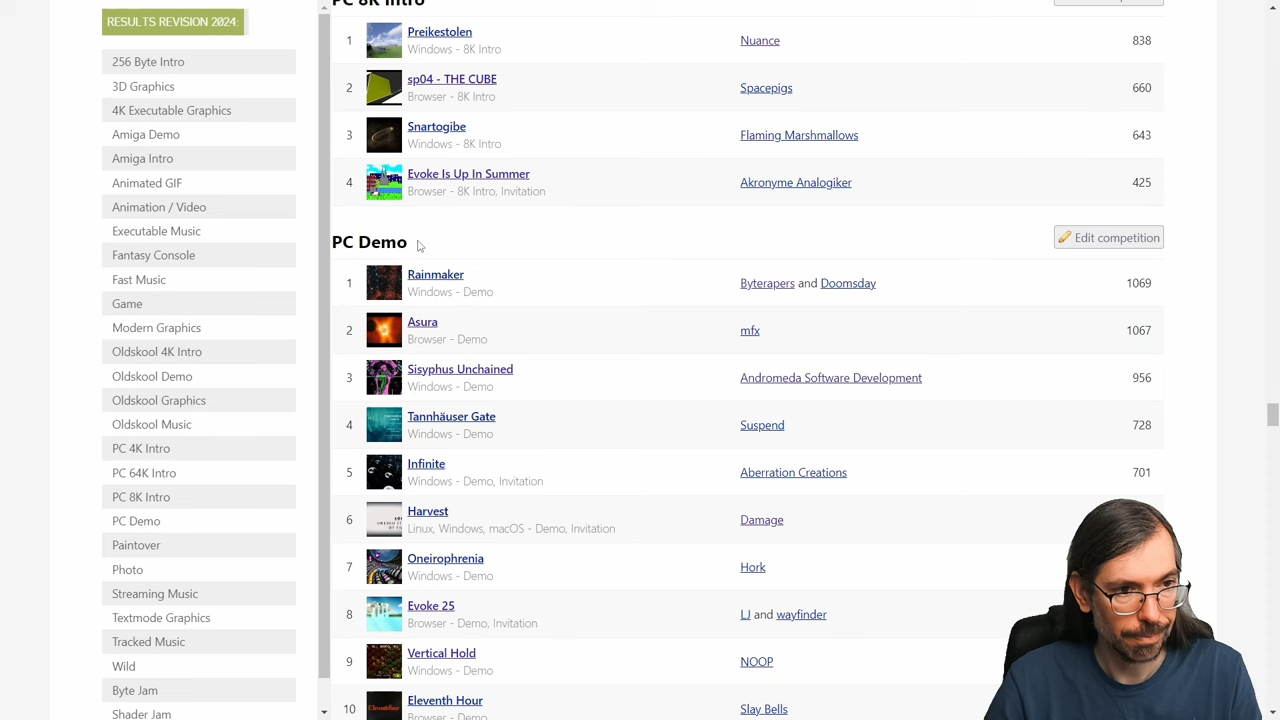 RESULTS REVISION 2024:
256 Byte Intro
3D Graphics
4K Executable Graphics
Amiga Demo
Amiga Intro
Animated GIF
Animation / Video
Executable Music
Fantasy Console
Fast Music
Game
Modern Graphics
Oldskool 4K Intro
Oldskool Demo
Oldskool Graphics
Oldskool Music
PC 4K Intro
PC 8K Intro
PC Demo
Paintover
Photo
Streaming Music
Textmode Graphics
Tracked Music
Wild
PC 8K Intro
1
Preikestolen
Windows - 8K Intro
Nuance
838
2
sp04 - THE CUBE
Browser - 8K Intro
Spacepigs
660
3
Snartogibe
Windows - 8K Intro
Flaming Marshmallows
643
4
Evoke Is Up In Summer
Browser - 8K Intro, Invitation
Akronyme Analogiker
425
PC Demo
Edit competition
1
Rainmaker
Windows - Demo
Byterapers and Doomsday
1069
2
Asura
Browser - Demo
mfx
1067
3
Sisyphus Unchained
Windows - Demo
Andromeda Software Development
956
4
Tannhäuser Gate
Windows - Demo
Suspend
728
5
Infinite
Windows - Demo, Invitation
Aberration Creations
701
6
Harvest
Linux, Windows, macOS - Demo, Invitation
Damage
7
Oneirophrenia
Windows - Demo
Hork
8
Evoke 25
Browser - Demo, Invitation
LJ and wayfinder
9
Vertical Hold
Windows - Demo
NOOP
10
Eleventh Hour
Browser - Demo
Ivy Bells